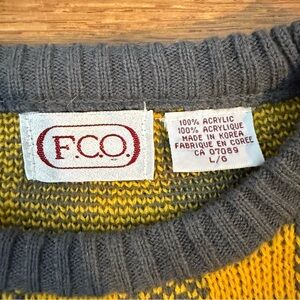 F.C.O.
100% ACRYLIC
100% ACRYLIQUE
MADE IN KOREA
FABRIQUE EN COREE
CA 07089
L/G